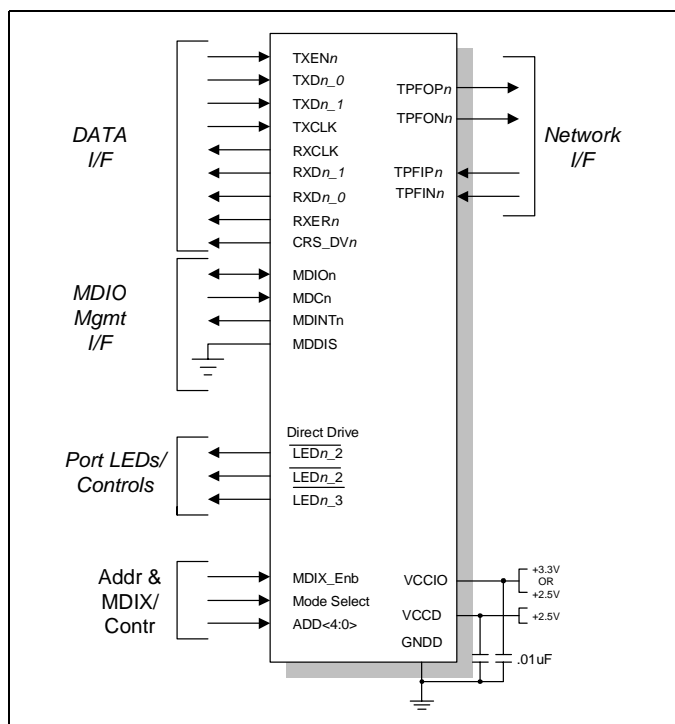 DATA
I/F
TXENn
TXDn_0
TXDn_1
TXCLK
RXCLK
RXDn_1
RXDn_0
RXERn
CRS_DVn
TPFOPn
TPFONn
TPFIPn
TPFINn
Network
I/F
MDIO
Mgmt
I/F
MDIOn
MDCn
MDINTn
MDDIS
Port LEDs/
Controls
Direct Drive
LEDn_2
LEDn_2
LEDn_3
Addr &
MDIX/
Contr
MDIX_Enb
Mode Select
ADD<4:0>
VCCIO
VCCD
GNDD
+3.3V
OR
+2.5V
+2.5V
.01uF